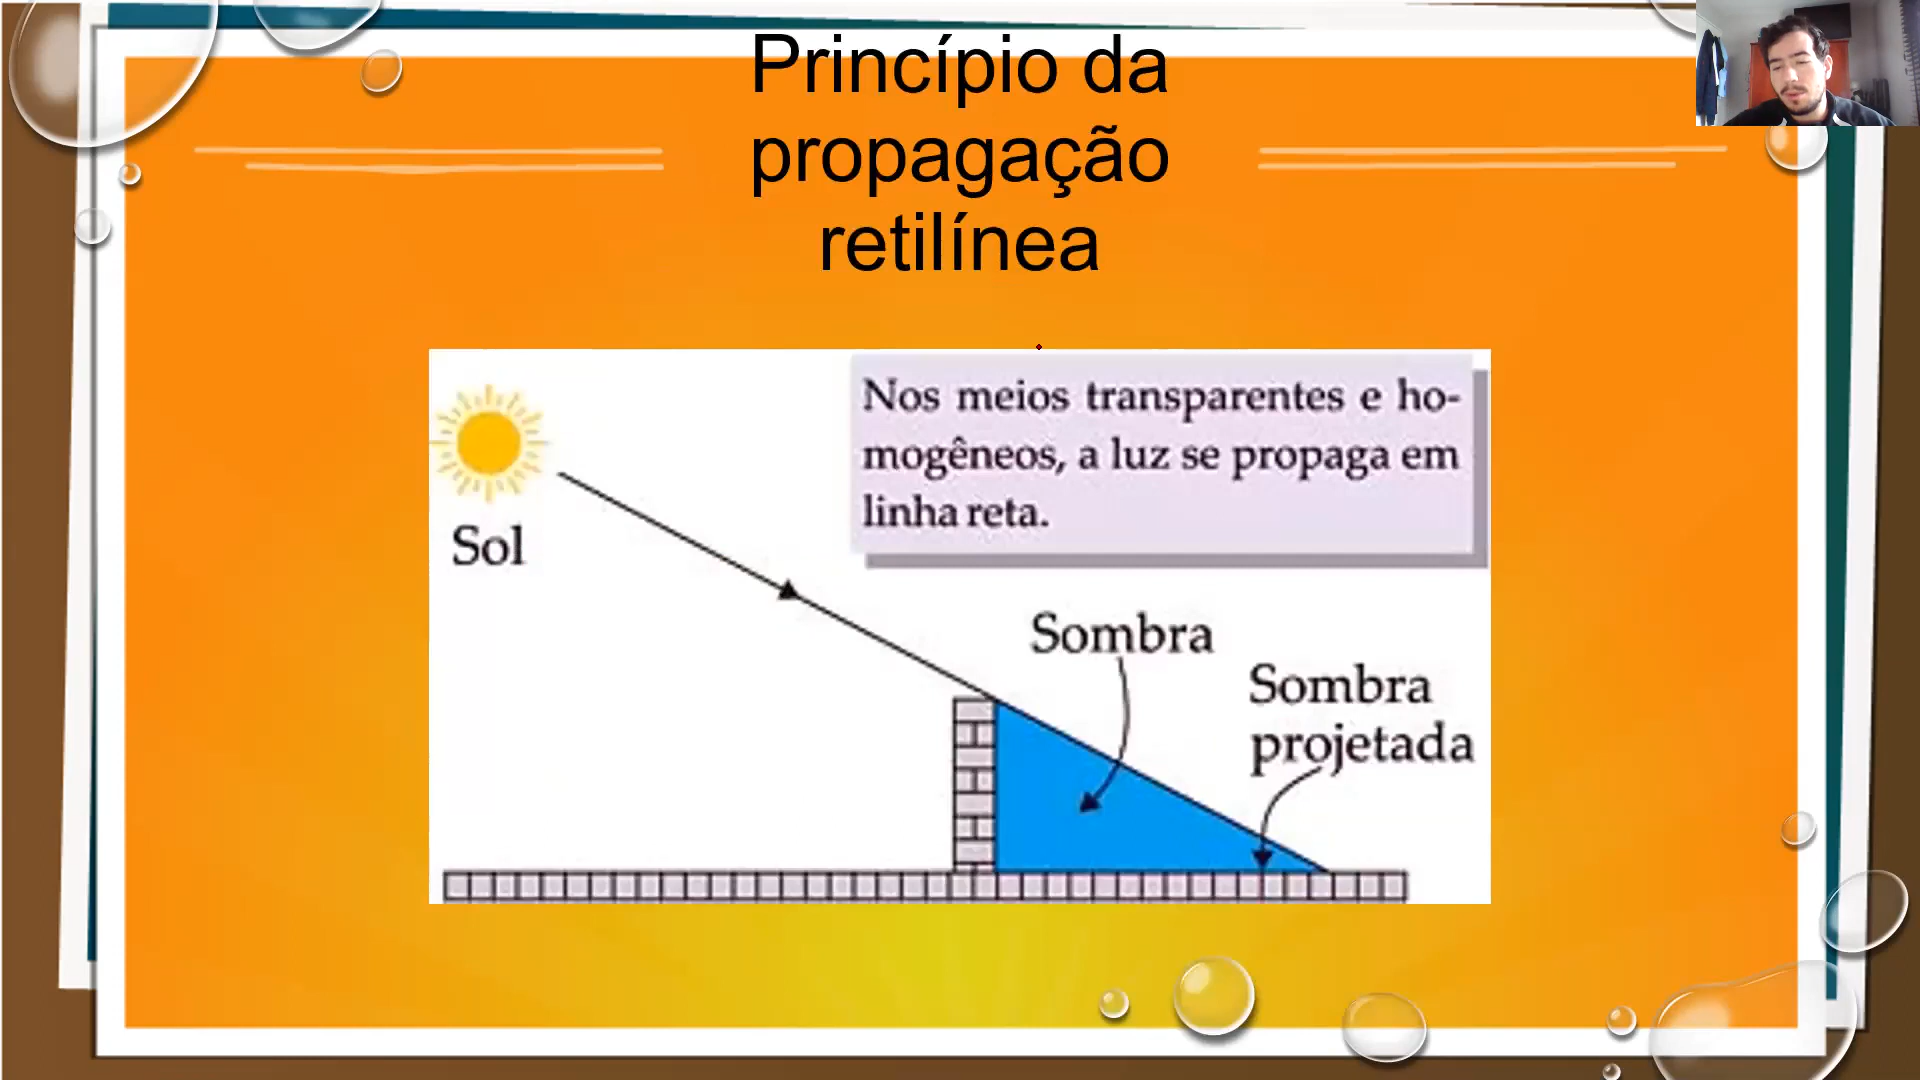 Princípio da
propagação
retilínea
.
Nos meios transparentes e ho-
mogêneos, a luz se propaga em
linha reta.
Sol
Sombra
Sombra
projetada